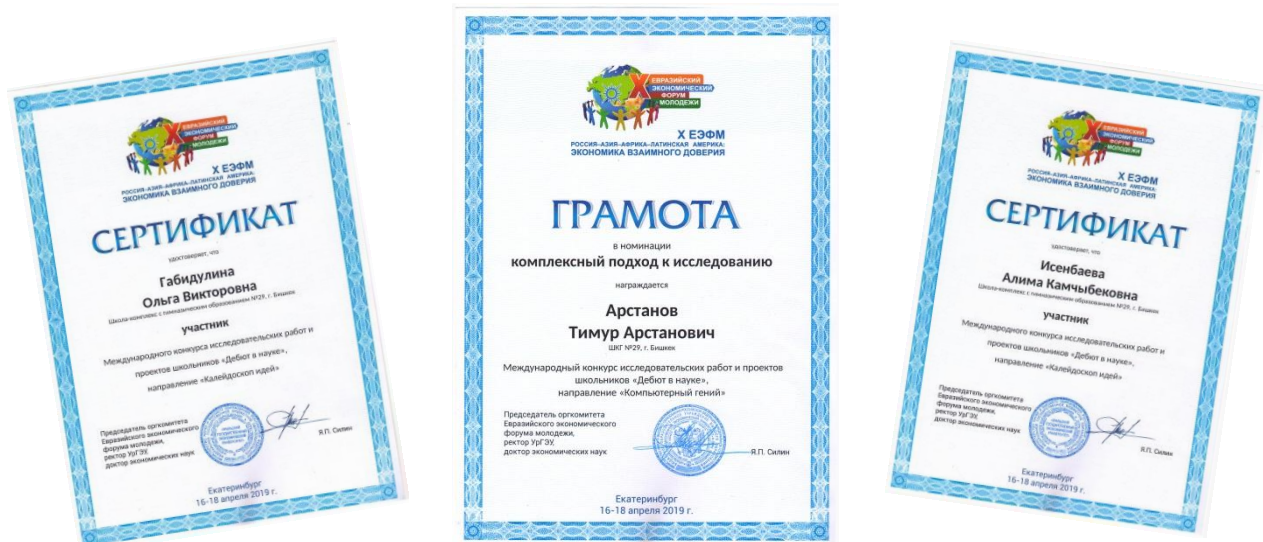 X
ЕВРАЗИЙСКИЙ
ЭКОНОМИЧЕСКИЙ
ФОРУМ
МОЛОДЕЖИ
X ЕЭФМ
РОССИЯ-АЗИЯ-АФРИКА-ЛАТИНСКАЯ АМЕРИКА:
ЭКОНОМИКА ВЗАИМНОГО ДОВЕРИЯ
СЕРТИФИКАТ
удостоверяет, что
Габидулина
Ольга Викторовна
Школа-комплекс с гимназическим образованием №29, г. Бишкек
участник
Международного конкурса исследовательских работ и
проектов школьников «Дебют в науке»,
направление «Калейдоскоп идей»
Председатель оргкомитета
Евразийского экономического
форума молодежи,
ректор УрГЭУ,
доктор экономических наук
Я.П. Силин
Екатеринбург
16-18 апреля 2019 г.
X
ЕВРАЗИЙСКИЙ
ЭКОНОМИЧЕСКИЙ
ФОРУМ
МОЛОДЕЖИ
X ЕЭФМ
РОССИЯ-АЗИЯ-АФРИКА-ЛАТИНСКАЯ АМЕРИКА:
ЭКОНОМИКА ВЗАИМНОГО ДОВЕРИЯ
ГРАМОТА
в номинации
комплексный подход к исследованию
награждается
Арстанов
Тимур Арстанович
ШКГ №29, г. Бишкек
Международный конкурс исследовательских работ и проектов
школьников «Дебют в науке»,
направление «Компьютерный гений»
Председатель оргкомитета
Евразийского экономического
форума молодежи,
ректор УрГЭУ,
доктор экономических наук
Я.П. Силин
Екатеринбург
16-18 апреля 2019 г.
X
ЕВРАЗИЙСКИЙ
ЭКОНОМИЧЕСКИЙ
ФОРУМ
МОЛОДЕЖИ
X ЕЭФМ
РОССИЯ-АЗИЯ-АФРИКА-ЛАТИНСКАЯ АМЕРИКА:
ЭКОНОМИКА ВЗАИМНОГО ДОВЕРИЯ
СЕРТИФИКАТ
удостоверяет, что
Исенбаева
Алима Камчыбековна
Школа-комплекс с гимназическим образованием №29, г. Бишкек
участник
Международного конкурса исследовательских работ и
проектов школьников «Дебют в науке»,
направление «Калейдоскоп идей»
Председатель оргкомитета
Евразийского экономического
форума молодежи,
ректор УрГЭУ,
доктор экономических наук
Я.П. Силин
Екатеринбург
16-18 апреля 2019 г.